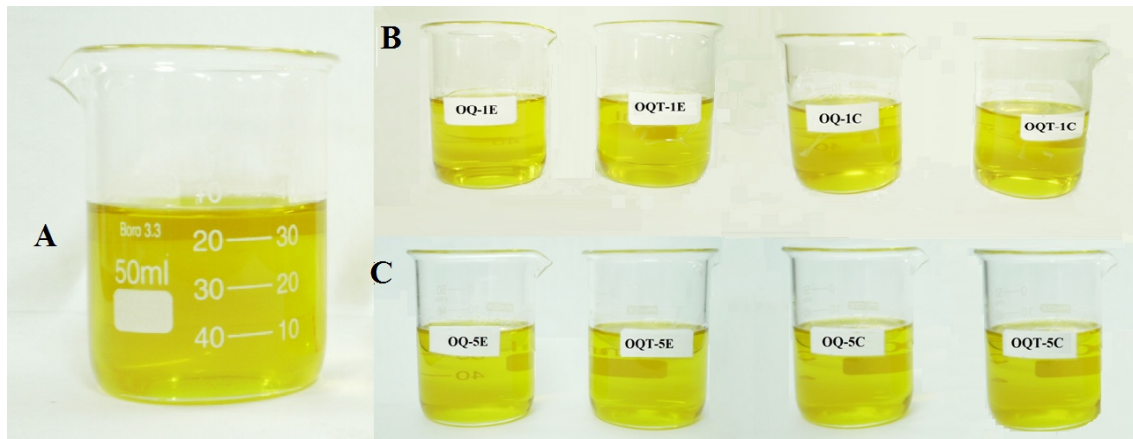 A
Boro 3.3
50ml
20 30
30 20
40 10
B
OQ-1E
OQT-1E
OQ-1C
OQT-1C
C
OQ-5E
OQT-5E
OQ-5C
OQT-5C